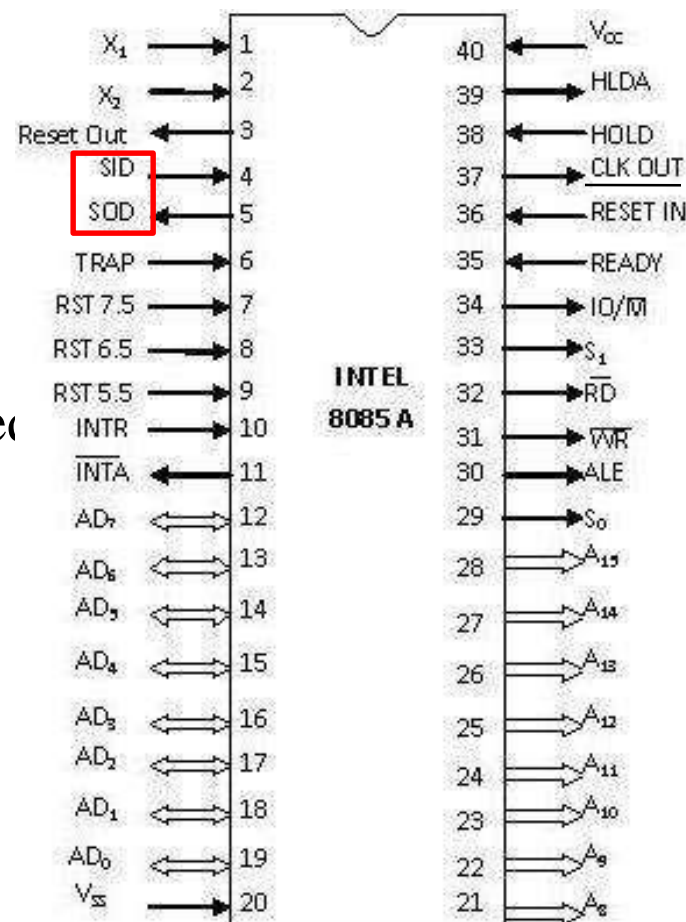 X₁ 1 40 Vcc
X₂ 2 39 HLDA
Reset Out 3 38 HOLD
SID 4 37 CLK OUT
SOD 5 36 RESET IN
TRAP 6 35 READY
RST 7.5 7 34 IO/M̅
RST 6.5 8 33 S₁
RST 5.5 9 32 R̅D̅
INTR 10 31 W̅R̅
I̅N̅T̅A̅ 11 30 ALE
INTEL
8085 A
AD₇ 12 29 S₀
AD₆ 13 28 A₁₅
AD₅ 14 27 A₁₄
AD₄ 15 26 A₁₃
AD₃ 16 25 A₁₂
AD₂ 17 24 A₁₁
AD₁ 18 23 A₁₀
AD₀ 19 22 A₉
Vss 20 21 A₈